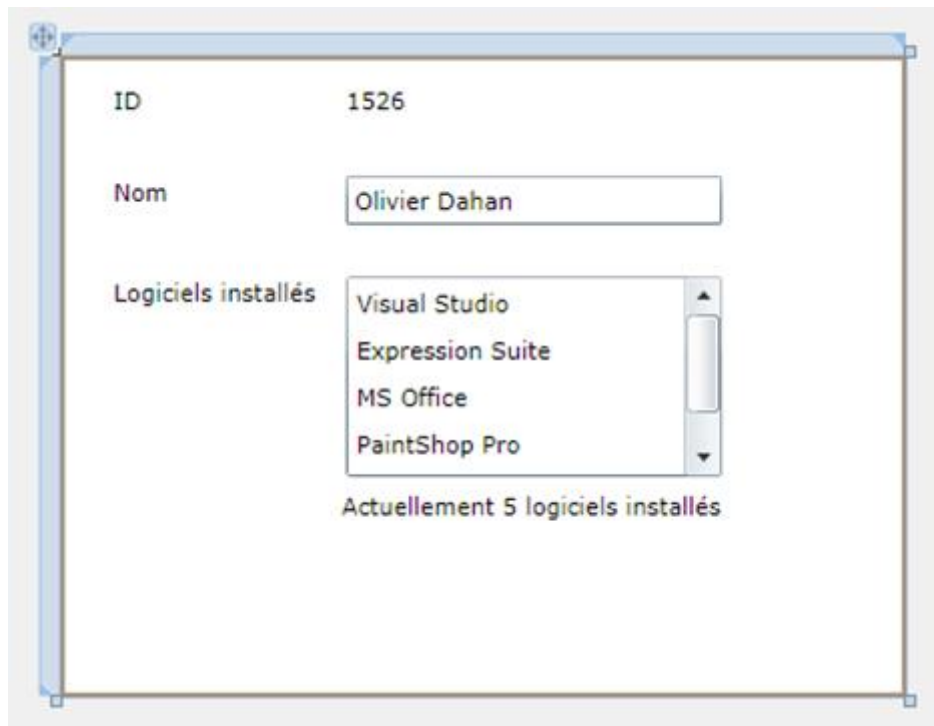 ID 1526
Nom Olivier Dahan
Logiciels installés Visual Studio
Expression Suite
MS Office
PaintShop Pro
Actuellement 5 logiciels installés